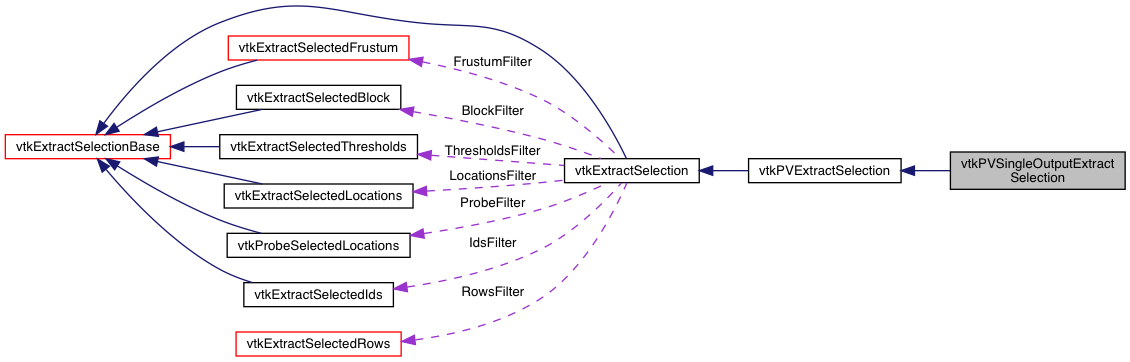 vtkExtractSelectedFrustum
FrustumFilter
vtkExtractSelectedBlock
BlockFilter
vtkExtractSelectionBase
vtkExtractSelectedThresholds
ThresholdsFilter
vtkExtractSelectedLocations
LocationsFilter
vtkExtractSelection
vtkPVExtractSelection
vtkPVSingleOutputExtract
Selection
ProbeFilter
vtkProbeSelectedLocations
IdsFilter
vtkExtractSelectedIds
RowsFilter
vtkExtractSelectedRows